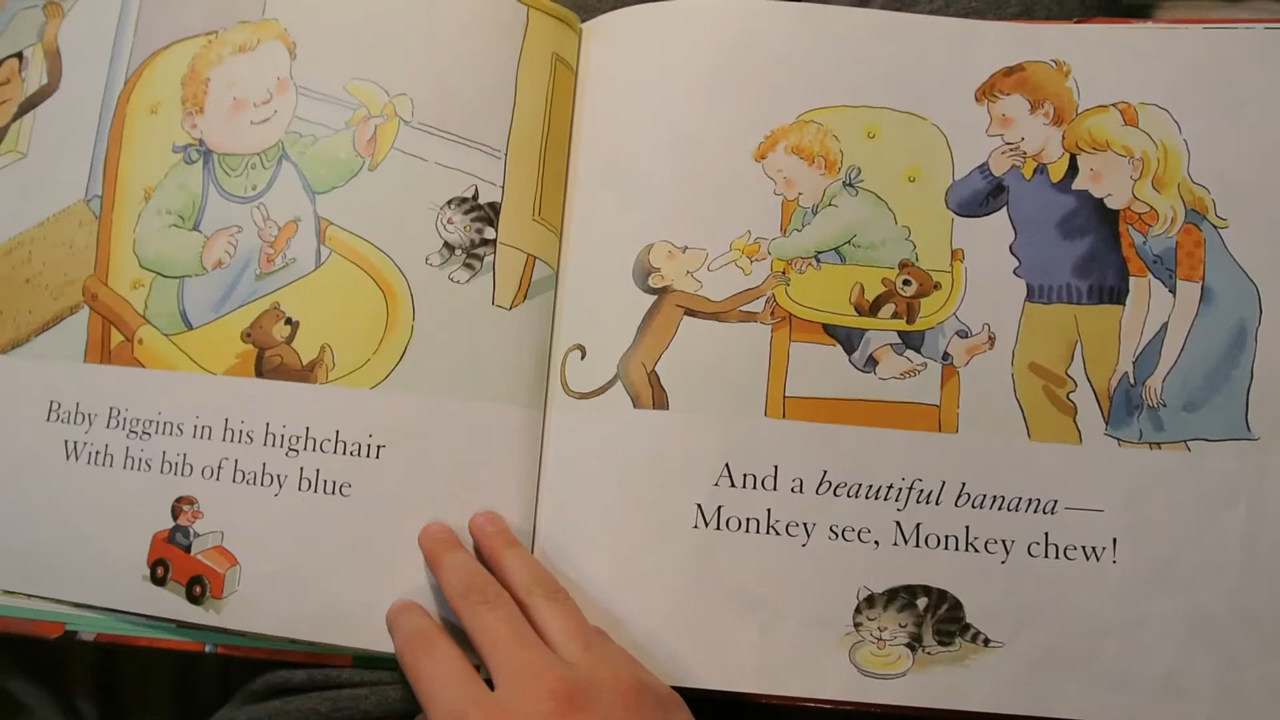 Baby Biggins in his highchair
With his bib of baby blue
And a beautiful banana—
Monkey see, Monkey chew!